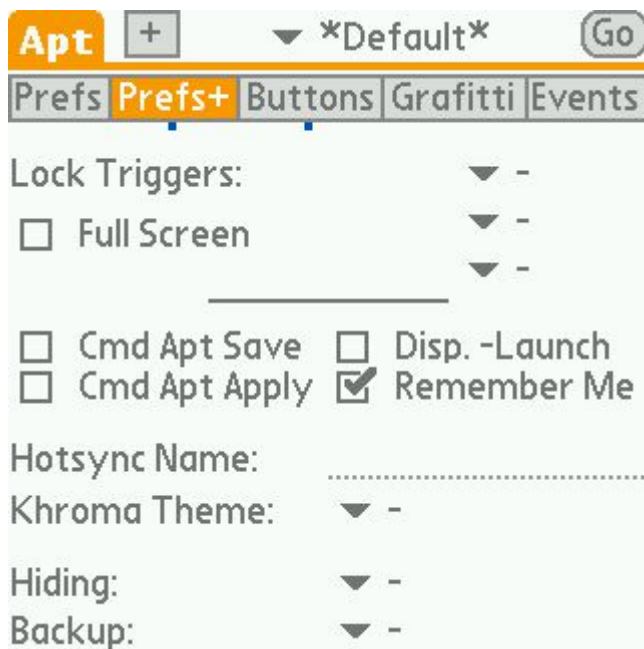 Apt + *Default* Go
Prefs Prefs+ Buttons Grafitti Events
Lock Triggers: -
Full Screen -
-
Cmd Apt Save Disp. -Launch
Cmd Apt Apply Remember Me
Hotsync Name:
Khroma Theme: -
Hiding: -
Backup: -